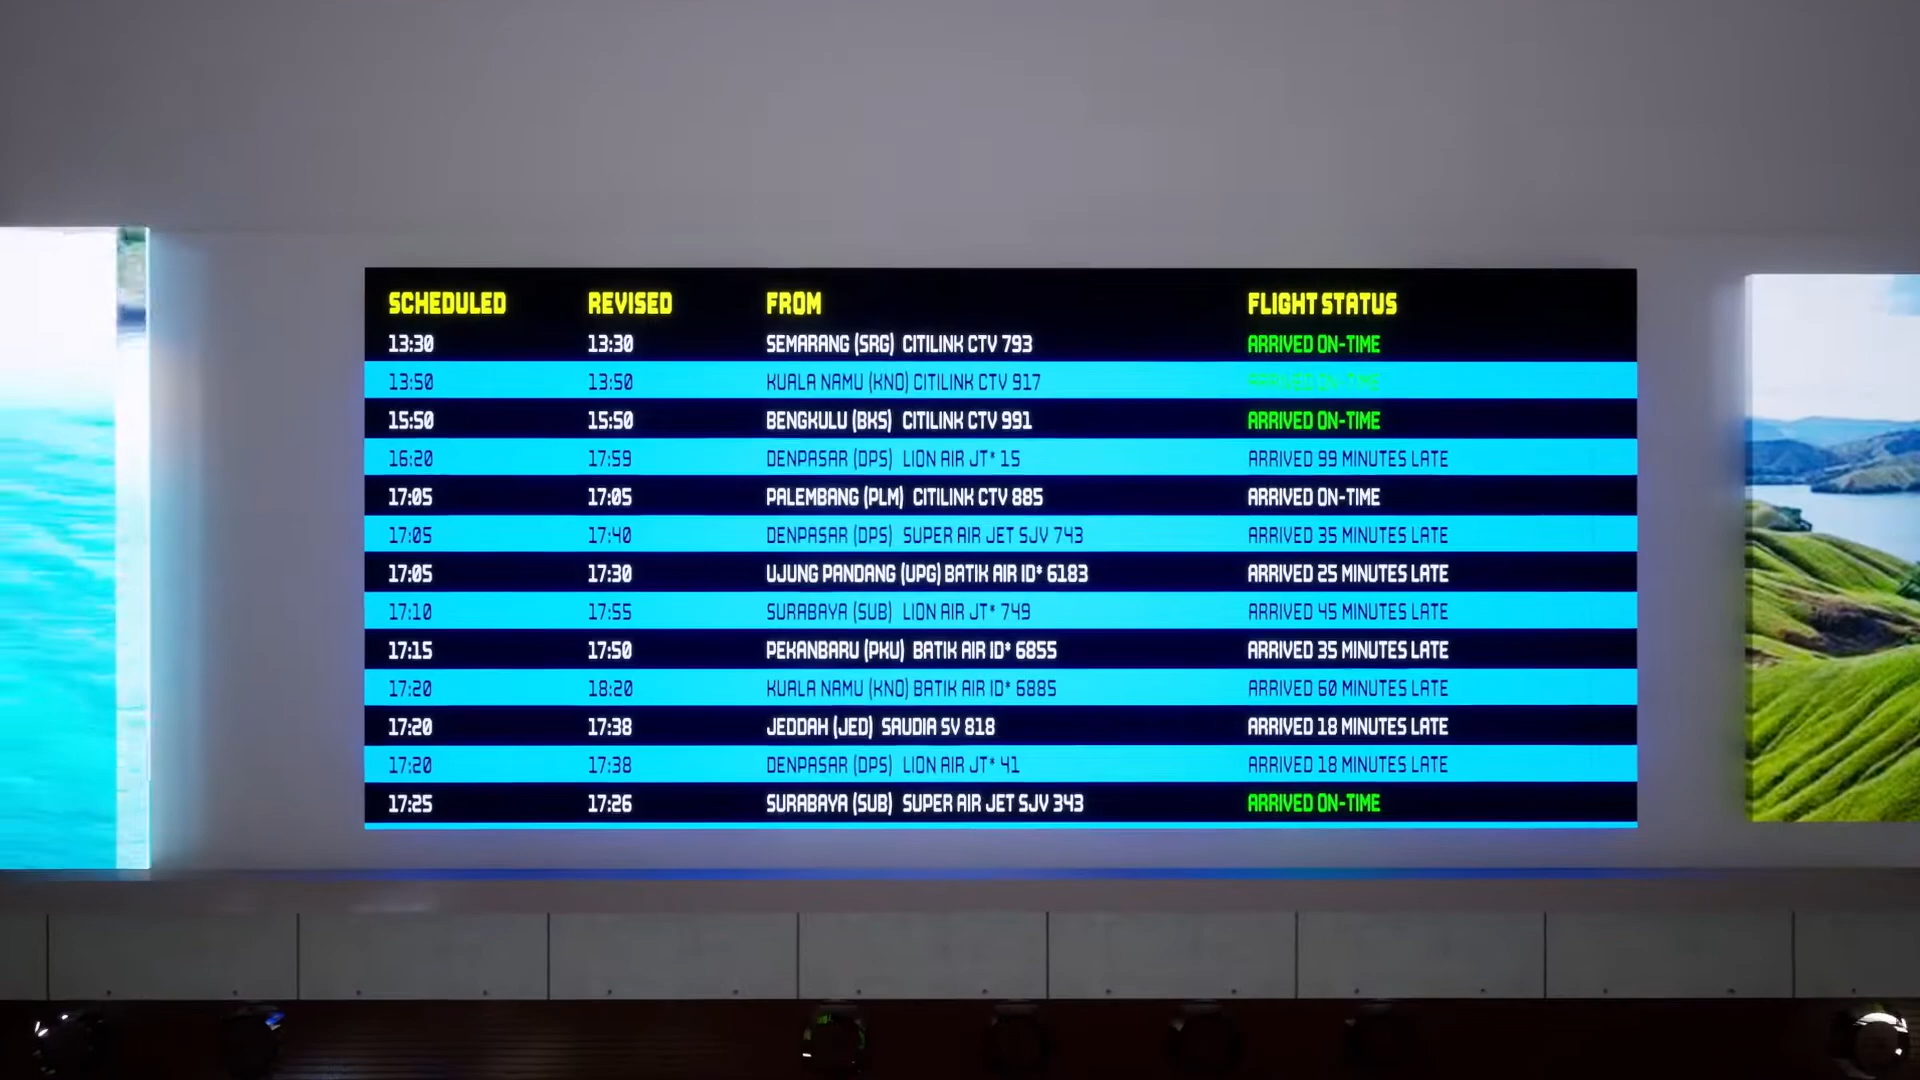 SCHEDULED REVISED FROM FLIGHT STATUS
13:30 13:30 SEMARANG (SRG) CITILINK CTV 793 ARRIVED ON-TIME
13:50 13:50 KUALA NAMU (KNO) CITILINK CTV 917 ARRIVED ON-TIME
15:50 15:50 BENGKULU (BKS) CITILINK CTV 991 ARRIVED ON-TIME
16:20 17:59 DENPASAR (DPS) LION AIR JT* 15 ARRIVED 99 MINUTES LATE
17:05 17:05 PALEMBANG (PLM) CITILINK CTV 885 ARRIVED ON-TIME
17:05 17:40 DENPASAR (DPS) SUPER AIR JET SJV 743 ARRIVED 35 MINUTES LATE
17:05 17:30 UJUNG PANDANG (UPG) BATIK AIR ID* 6183 ARRIVED 25 MINUTES LATE
17:10 17:55 SURABAYA (SUB) LION AIR JT* 749 ARRIVED 45 MINUTES LATE
17:15 17:50 PEKANBARU (PKU) BATIK AIR ID* 6855 ARRIVED 35 MINUTES LATE
17:20 18:20 KUALA NAMU (KNO) BATIK AIR ID* 6885 ARRIVED 60 MINUTES LATE
17:20 17:38 JEDDAH (JED) SAUDIA SV 818 ARRIVED 18 MINUTES LATE
17:20 17:38 DENPASAR (DPS) LION AIR JT* 41 ARRIVED 18 MINUTES LATE
17:25 17:26 SURABAYA (SUB) SUPER AIR JET SJV 343 ARRIVED ON-TIME